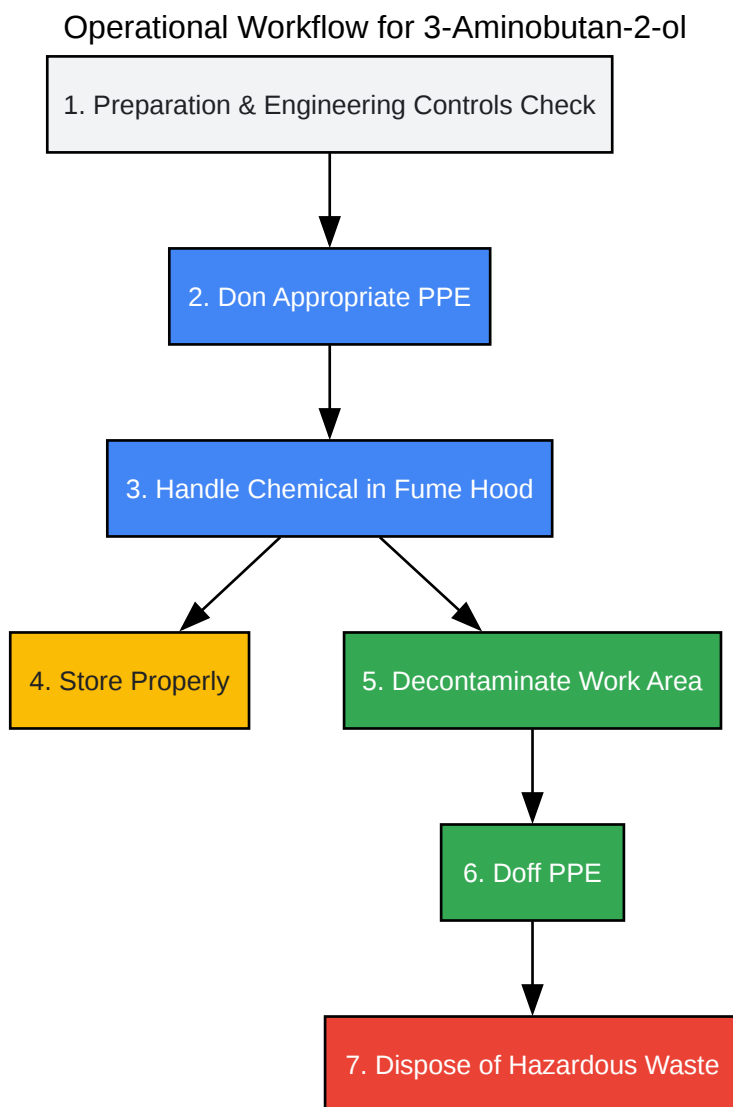 Operational Workflow for 3-Aminobutan-2-ol
1. Preparation & Engineering Controls Check
2. Don Appropriate PPE
3. Handle Chemical in Fume Hood
4. Store Properly
5. Decontaminate Work Area
6. Doff PPE
7. Dispose of Hazardous Waste